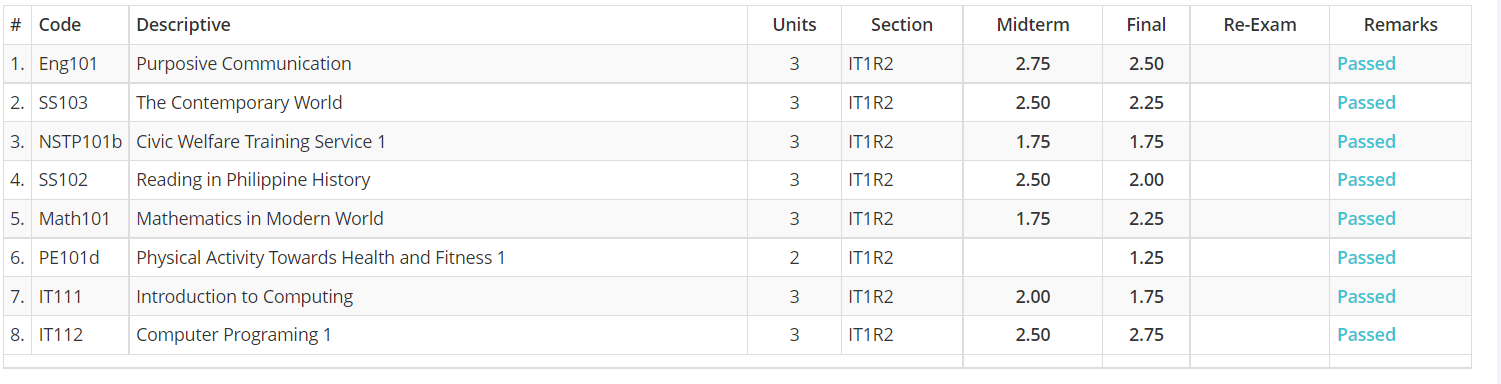 # Code Descriptive Units Section Midterm Final Re-Exam Remarks
1. Eng101 Purposive Communication 3 IT1R2 2.75 2.50 Passed
2. SS103 The Contemporary World 3 IT1R2 2.50 2.25 Passed
3. NSTP101b Civic Welfare Training Service 1 3 IT1R2 1.75 1.75 Passed
4. SS102 Reading in Philippine History 3 IT1R2 2.50 2.00 Passed
5. Math101 Mathematics in Modern World 3 IT1R2 1.75 2.25 Passed
6. PE101d Physical Activity Towards Health and Fitness 1 2 IT1R2 1.25 Passed
7. IT111 Introduction to Computing 3 IT1R2 2.00 1.75 Passed
8. IT112 Computer Programing 1 3 IT1R2 2.50 2.75 Passed